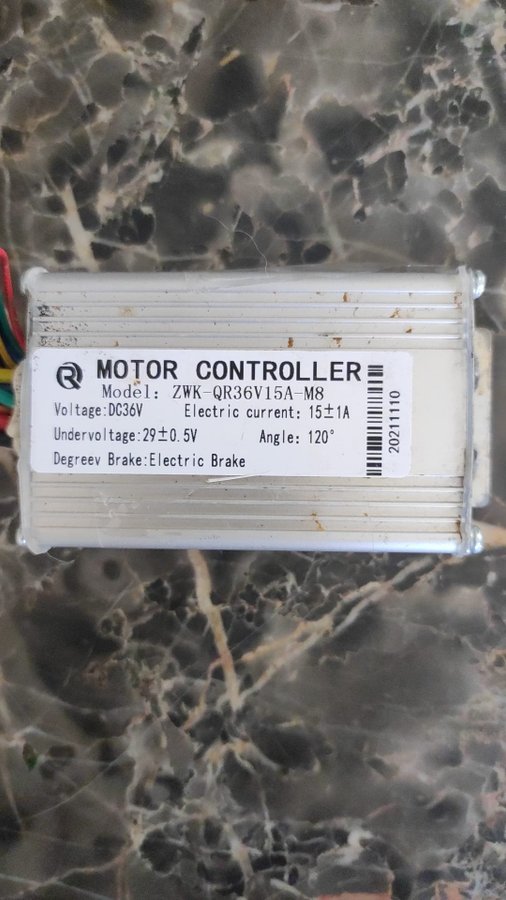 MOTOR CONTROLLER
Model: ZWK-QR36V15A-M8
Voltage:DC36V Electric current: 15±1A
Undervoltage:29±0.5V Angle: 120°
Degreev Brake:Electric Brake
20211110